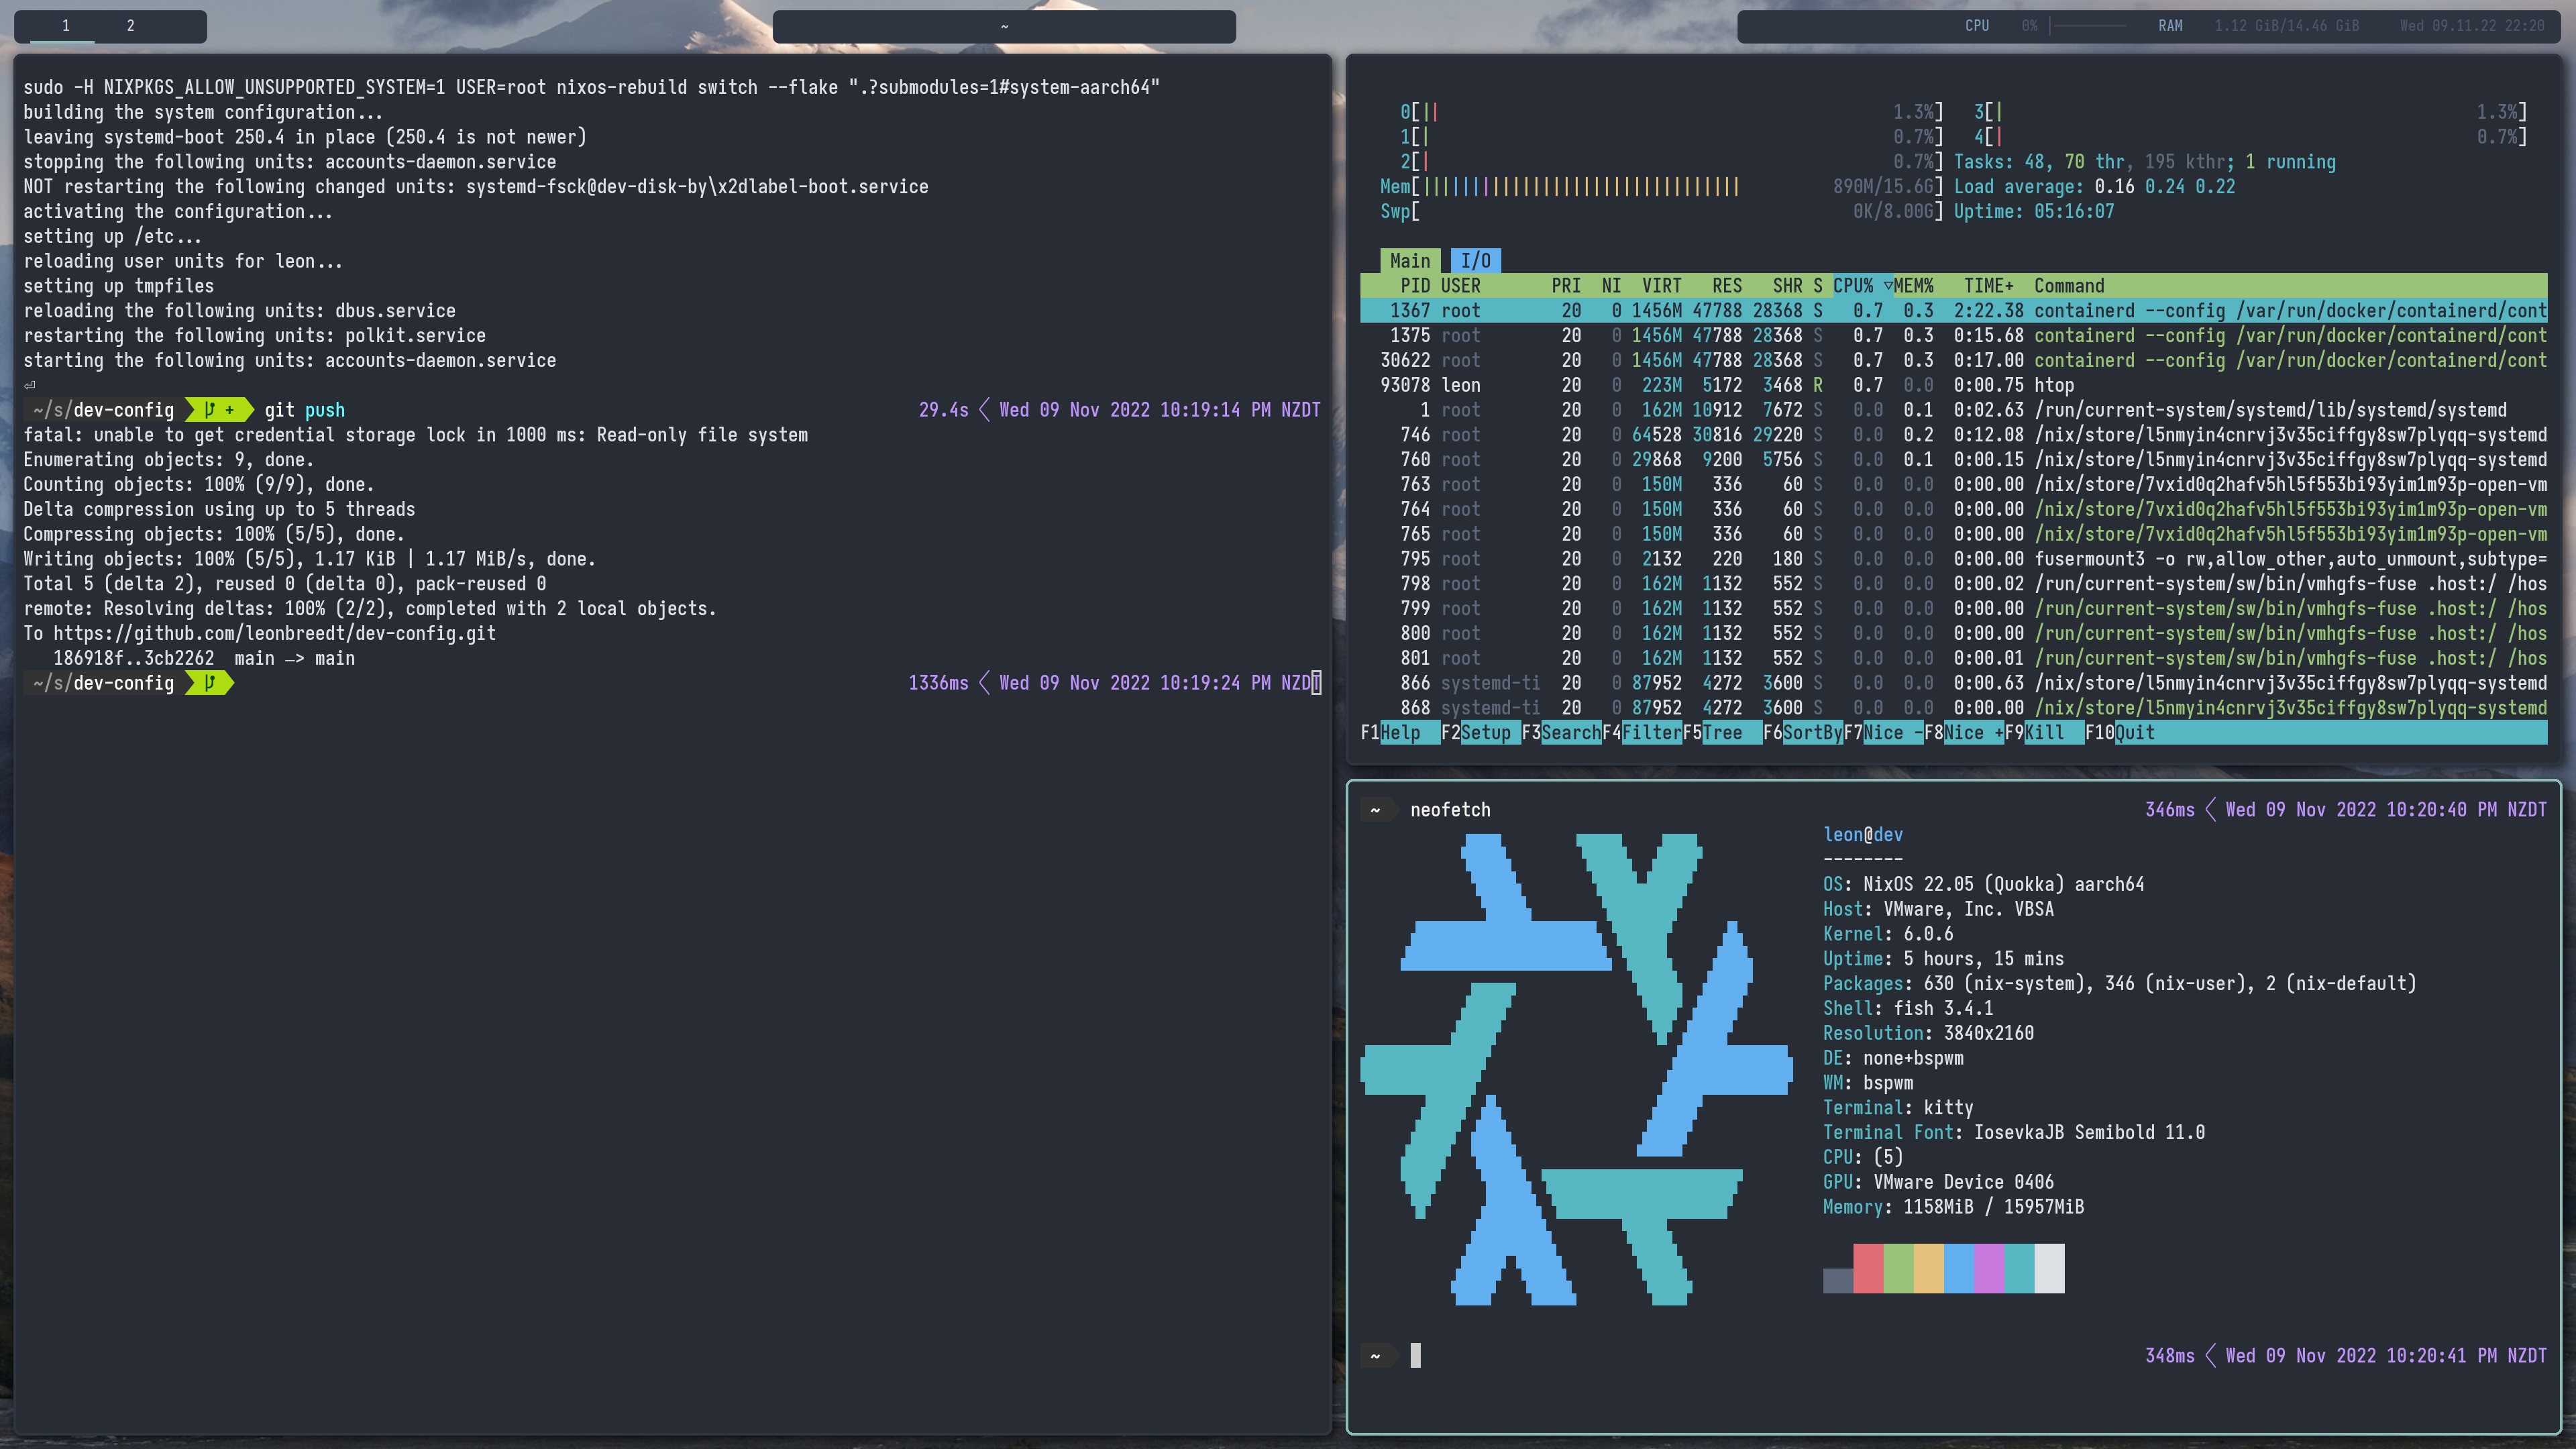 1 2
~
CPU 0% RAM 1.12 GiB/14.46 GiB Wed 09.11.22 22:20
sudo -H NIXPKGS_ALLOW_UNSUPPORTED_SYSTEM=1 USER=root nixos-rebuild switch --flake ".?submodules=1#system-aarch64"
building the system configuration...
leaving systemd-boot 250.4 in place (250.4 is not newer)
stopping the following units: accounts-daemon.service
NOT restarting the following changed units: systemd-fsck@dev-disk-by\x2dlabel-boot.service
activating the configuration...
setting up /etc...
reloading user units for leon...
setting up tmpfiles
reloading the following units: dbus.service
restarting the following units: polkit.service
starting the following units: accounts-daemon.service
⏎
~/s/dev-config + git push 29.4s Wed 09 Nov 2022 10:19:14 PM NZDT
fatal: unable to get credential storage lock in 1000 ms: Read-only file system
Enumerating objects: 9, done.
Counting objects: 100% (9/9), done.
Delta compression using up to 5 threads
Compressing objects: 100% (5/5), done.
Writing objects: 100% (5/5), 1.17 KiB | 1.17 MiB/s, done.
Total 5 (delta 2), reused 0 (delta 0), pack-reused 0
remote: Resolving deltas: 100% (2/2), completed with 2 local objects.
To https://github.com/leonbreedt/dev-config.git
186918f..3cb2262 main -> main
~/s/dev-config 1336ms Wed 09 Nov 2022 10:19:24 PM NZDT
0[|| 1.3%] 3[| 1.3%]
1[| 0.7%] 4[| 0.7%]
2[| 0.7%] Tasks: 48, 70 thr, 195 kthr; 1 running
Mem[|||||||||||||||||||||||||||||||| 890M/15.6G] Load average: 0.16 0.24 0.22
Swp[ 0K/8.00G] Uptime: 05:16:07
Main I/O
PID USER PRI NI VIRT RES SHR S CPU% ▽MEM% TIME+ Command
1367 root 20 0 1456M 47788 28368 S 0.7 0.3 2:22.38 containerd --config /var/run/docker/containerd/cont
1375 root 20 0 1456M 47788 28368 S 0.7 0.3 0:15.68 containerd --config /var/run/docker/containerd/cont
30622 root 20 0 1456M 47788 28368 S 0.7 0.3 0:17.00 containerd --config /var/run/docker/containerd/cont
93078 leon 20 0 223M 5172 3468 R 0.7 0.0 0:00.75 htop
1 root 20 0 162M 10912 7672 S 0.0 0.1 0:02.63 /run/current-system/systemd/lib/systemd/systemd
746 root 20 0 64528 30816 29220 S 0.0 0.2 0:12.08 /nix/store/l5nmyin4cnrvj3v35ciffgy8sw7plyqq-systemd
760 root 20 0 29868 9200 5756 S 0.0 0.1 0:00.15 /nix/store/l5nmyin4cnrvj3v35ciffgy8sw7plyqq-systemd
763 root 20 0 150M 336 60 S 0.0 0.0 0:00.00 /nix/store/7vxid0q2hafv5hl5f553bi93yim1m93p-open-vm
764 root 20 0 150M 336 60 S 0.0 0.0 0:00.00 /nix/store/7vxid0q2hafv5hl5f553bi93yim1m93p-open-vm
765 root 20 0 150M 336 60 S 0.0 0.0 0:00.00 /nix/store/7vxid0q2hafv5hl5f553bi93yim1m93p-open-vm
795 root 20 0 2132 220 180 S 0.0 0.0 0:00.00 fusermount3 -o rw,allow_other,auto_unmount,subtype=
798 root 20 0 162M 1132 552 S 0.0 0.0 0:00.02 /run/current-system/sw/bin/vmhgfs-fuse .host:/ /hos
799 root 20 0 162M 1132 552 S 0.0 0.0 0:00.00 /run/current-system/sw/bin/vmhgfs-fuse .host:/ /hos
800 root 20 0 162M 1132 552 S 0.0 0.0 0:00.00 /run/current-system/sw/bin/vmhgfs-fuse .host:/ /hos
801 root 20 0 162M 1132 552 S 0.0 0.0 0:00.01 /run/current-system/sw/bin/vmhgfs-fuse .host:/ /hos
866 systemd-ti 20 0 87952 4272 3600 S 0.0 0.0 0:00.63 /nix/store/l5nmyin4cnrvj3v35ciffgy8sw7plyqq-systemd
868 systemd-ti 20 0 87952 4272 3600 S 0.0 0.0 0:00.00 /nix/store/l5nmyin4cnrvj3v35ciffgy8sw7plyqq-systemd
F1Help F2Setup F3SearchF4FilterF5Tree F6SortByF7Nice -F8Nice +F9Kill F10Quit
~ neofetch 346ms Wed 09 Nov 2022 10:20:40 PM NZDT
leon@dev
--------
OS: NixOS 22.05 (Quokka) aarch64
Host: VMware, Inc. VBSA
Kernel: 6.0.6
Uptime: 5 hours, 15 mins
Packages: 630 (nix-system), 346 (nix-user), 2 (nix-default)
Shell: fish 3.4.1
Resolution: 3840x2160
DE: none+bspwm
WM: bspwm
Terminal: kitty
Terminal Font: IosevkaJB Semibold 11.0
CPU: (5)
GPU: VMware Device 0406
Memory: 1158MiB / 15957MiB
~ 348ms Wed 09 Nov 2022 10:20:41 PM NZDT